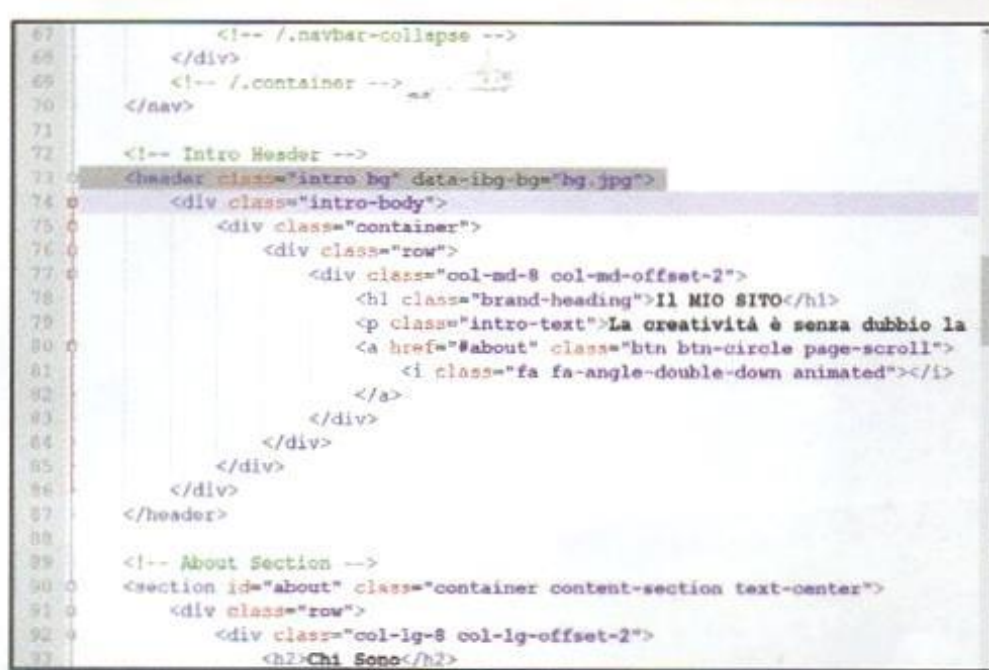 67 <!-- /.navbar-collapse -->
68 </div>
69 <!-- /.container -->
70 </nav>
71
72 <!-- Intro Header -->
73 <header class="intro bg" data-ibg-bg="bg.jpg">
74 <div class="intro-body">
75 <div class="container">
76 <div class="row">
77 <div class="col-md-8 col-md-offset-2">
78 <h1 class="brand-heading">Il MIO SITO</h1>
79 <p class="intro-text">La creatività è senza dubbio la
80 <a href="#about" class="btn btn-circle page-scroll">
81 <i class="fa fa-angle-double-down animated"></i>
82 </a>
83 </div>
84 </div>
85 </div>
86 </div>
87 </header>
88
89 <!-- About Section -->
90 <section id="about" class="container content-section text-center">
91 <div class="row">
92 <div class="col-lg-8 col-lg-offset-2">
93 <h2>Chi Sono</h2>